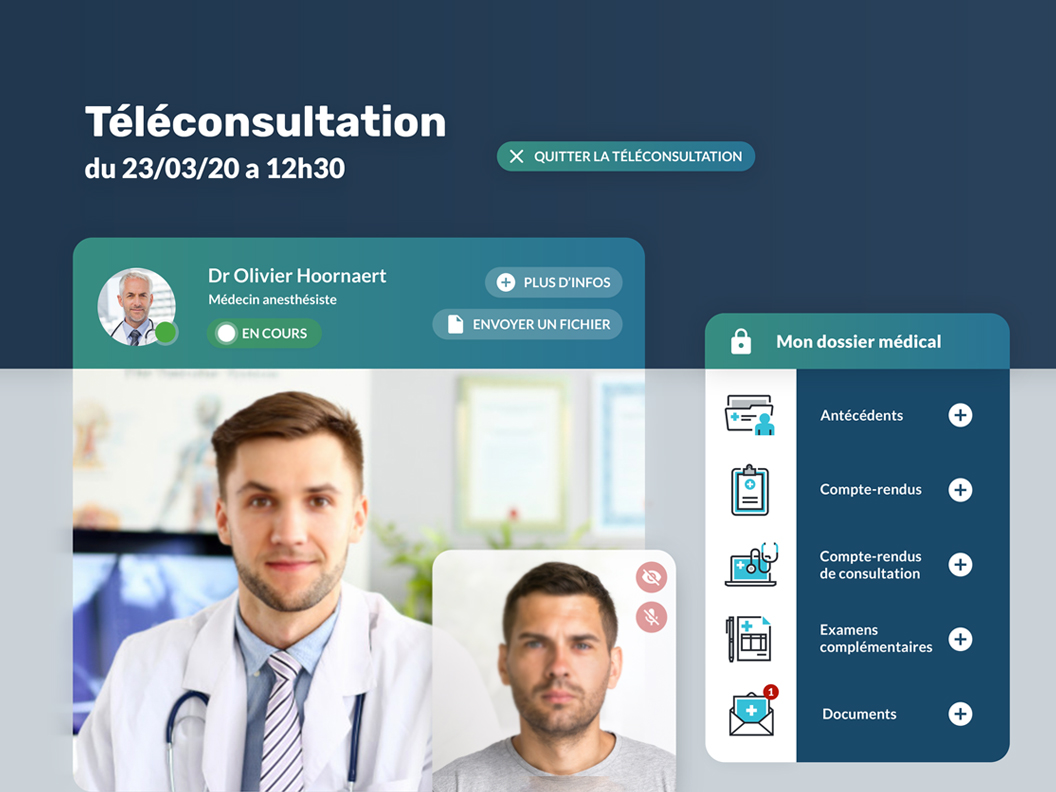 Téléconsultation
du 23/03/20 a 12h30
QUITTER LA TÉLÉCONSULTATION
Dr Olivier Hoornaert
Médecin anesthésiste
EN COURS
PLUS D'INFOS
ENVOYER UN FICHIER
Mon dossier médical
Antécédents
Compte-rendus
Compte-rendus
de consultation
Examens
complémentaires
1
Documents